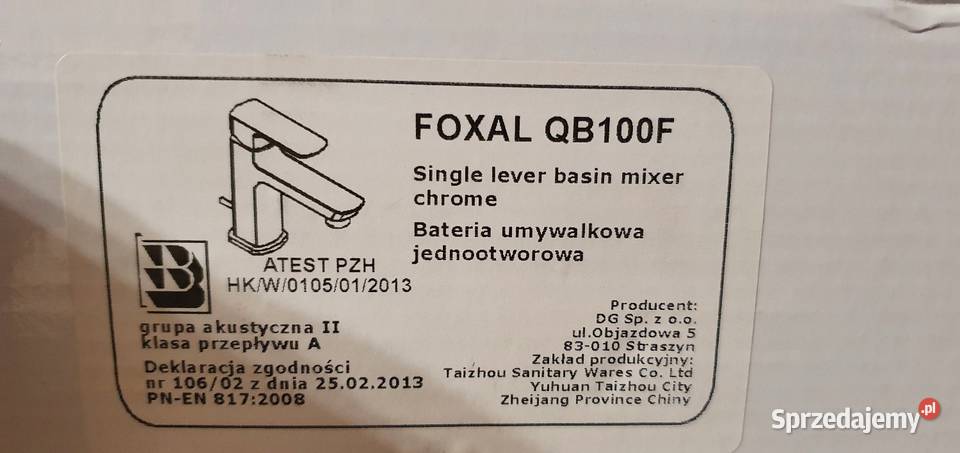 FOXAL QB100F
Single lever basin mixer
chrome
Bateria umywalkowa
jednootworowa
B
ATEST PZH
HK/W/0105/01/2013
grupa akustyczna II
klasa przepływu A
Deklaracja zgodności
nr 106/02 z dnia 25.02.2013
PN-EN 817:2008
Producent:
DG Sp. z o.o.
ul.Objazdowa 5
83-010 Straszyn
Zakład produkcyjny:
Taizhou Sanitary Wares Co. Ltd
Yuhuan Taizhou City
Zheijang Province Chiny
Sprzedajemy.pl